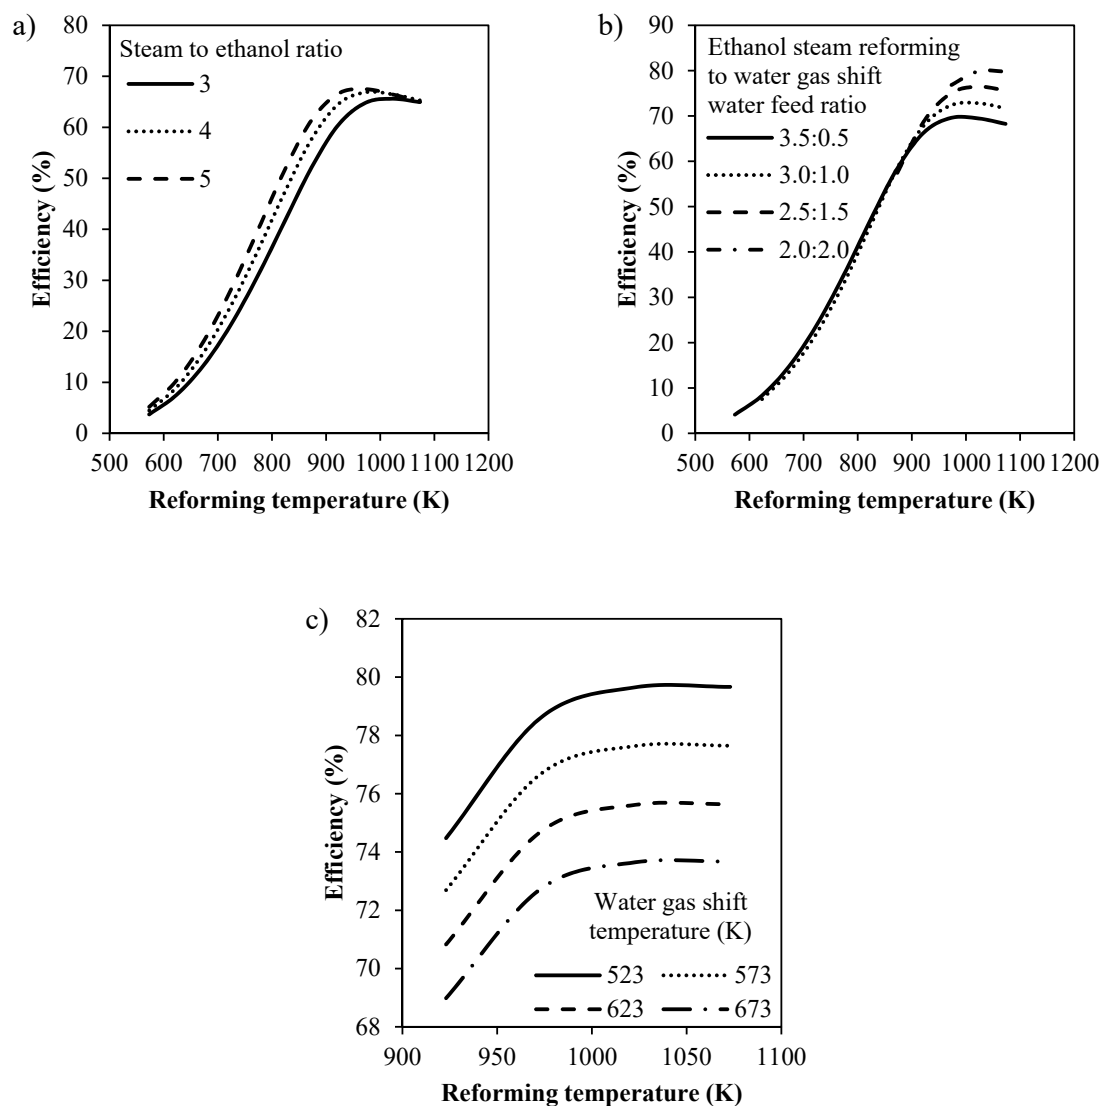 a)
Steam to ethanol ratio
3
4
5
80
70
60
50
40
30
20
10
0
Efficiency (%)
500 600 700 800 900 1000 1100 1200
Reforming temperature (K)
b)
Ethanol steam reforming
to water gas shift
water feed ratio
3.5:0.5
3.0:1.0
2.5:1.5
2.0:2.0
90
80
70
60
50
40
30
20
10
0
Efficiency (%)
500 600 700 800 900 1000 1100 1200
Reforming temperature (K)
c)
82
80
78
76
74
72
70
68
Efficiency (%)
Water gas shift
temperature (K)
523 573
623 673
900 950 1000 1050 1100
Reforming temperature (K)